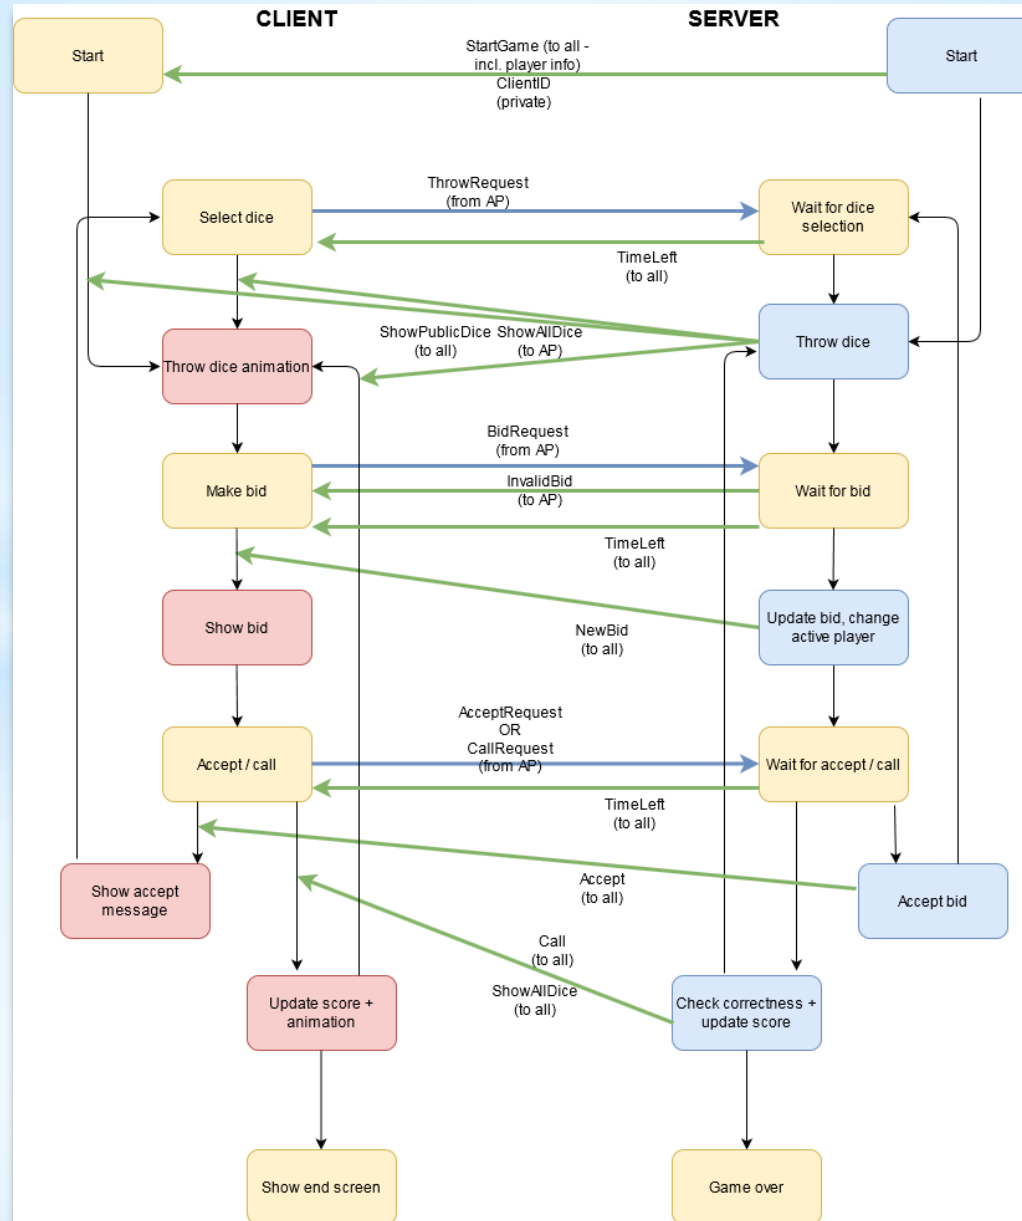 CLIENT
SERVER
Start
StartGame (to all -
incl. player info)
ClientID
(private)
Start
Select dice
ThrowRequest
(from AP)
Wait for dice
selection
TimeLeft
(to all)
Throw dice animation
ShowPublicDice
(to all)
ShowAllDice
(to AP)
Throw dice
Make bid
BidRequest
(from AP)
InvalidBid
(to AP)
Wait for bid
TimeLeft
(to all)
Show bid
NewBid
(to all)
Update bid, change
active player
Accept / call
AcceptRequest
OR
CallRequest
(from AP)
Wait for accept / call
TimeLeft
(to all)
Show accept
message
Accept
(to all)
Accept bid
Call
(to all)
Update score +
animation
ShowAllDice
(to all)
Check correctness +
update score
Show end screen
Game over